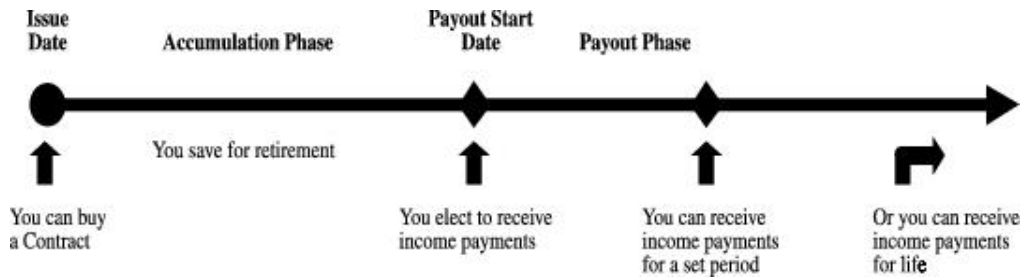 Issue
Date
Accumulation Phase
Payout Start
Date
Payout Phase
You save for retirement
You can buy
a Contract
You elect to receive
income payments
You can receive
income payments
for a set period
Or you can receive
income payments
for life